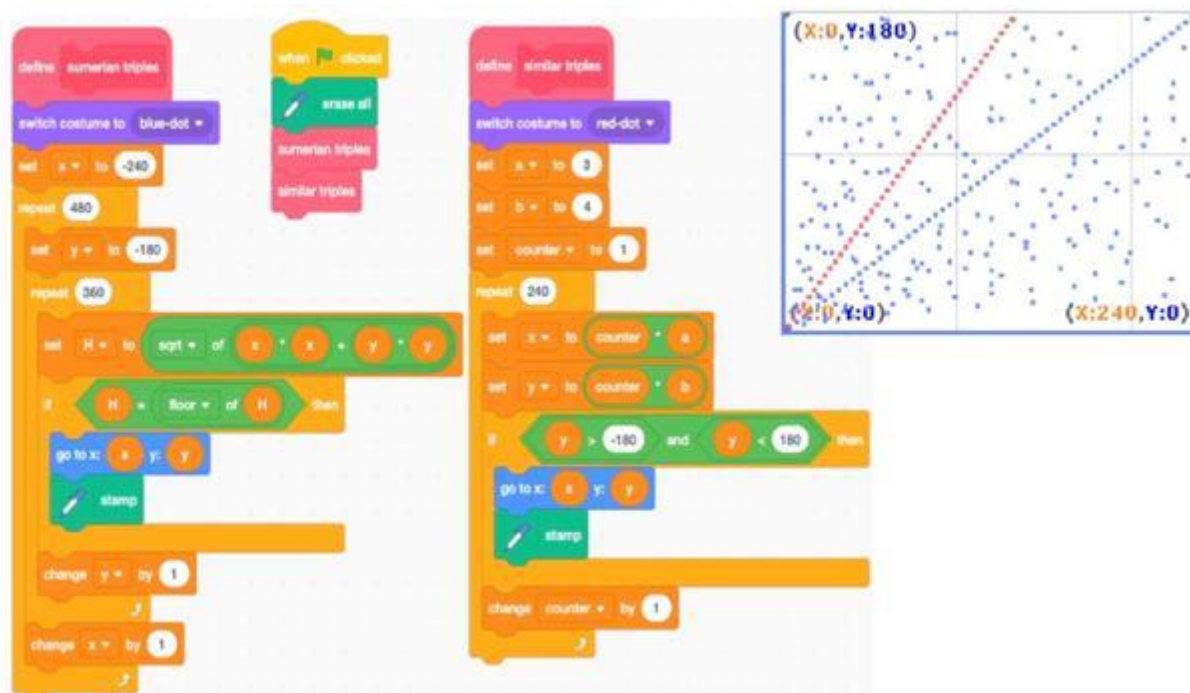 define sumerian triples
switch costume to blue-dot
set x to -240
repeat 480
set y to -180
repeat 360
set H to sqrt of x * x + y * y
if H = floor of H then
go to x: x y: y
stamp
change y by 1
change x by 1
when clicked
erase all
sumerian triples
similar triples
define similar triples
switch costume to red-dot
set a to 3
set b to 4
set counter to 1
repeat 240
set x to counter * a
set y to counter * b
if y > -180 and y < 180 then
go to x: x y: y
stamp
change counter by 1
(X:0,Y:180)
Y:0)
(X:240,Y:0)